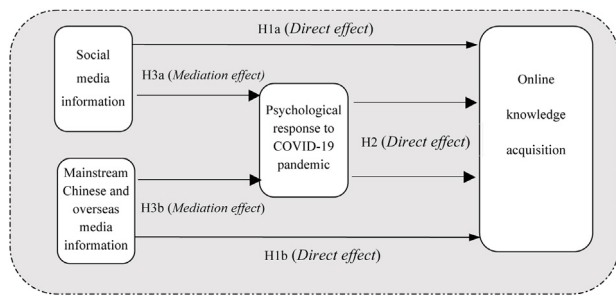 H1a (Direct effect)
Social
media
information
H3a (Mediation effect)
Psychological
response to
COVID-19
pandemic
H2 (Direct effect)
Online
knowledge
acquisition
Mainstream
Chinese and
overseas
media
information
H3b (Mediation effect)
H1b (Direct effect)